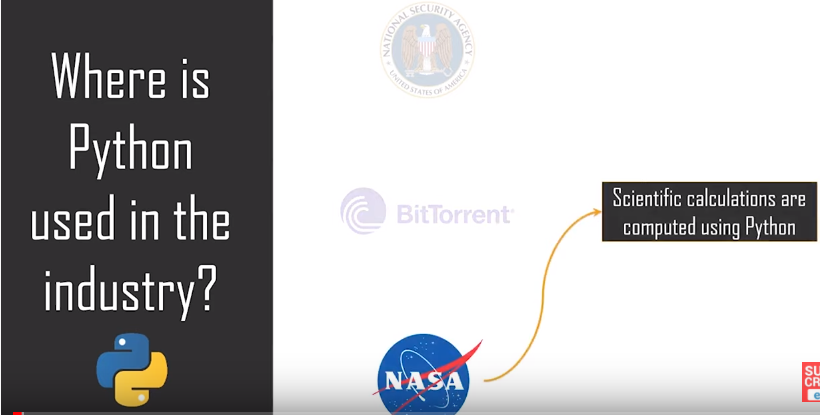 Where is
Python
used in the
industry?
NATIONAL SECURITY AGENCY
UNITED STATES OF AMERICA
BitTorrent
Scientific calculations are
computed using Python
NASA
SU
CR
e